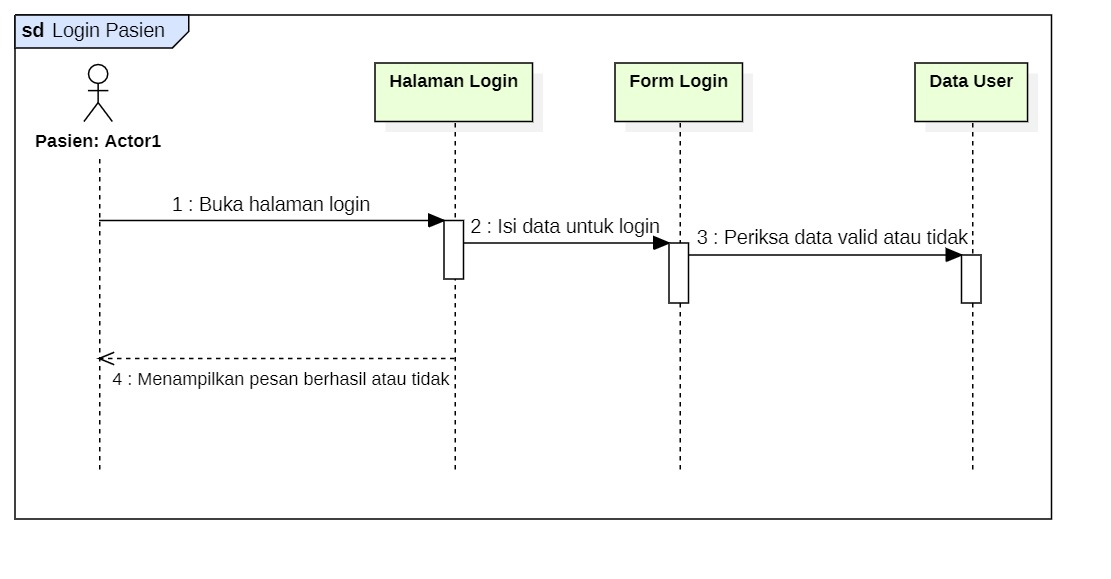 sd Login Pasien
Halaman Login
Form Login
Data User
Pasien: Actor1
1 : Buka halaman login
2 : Isi data untuk login
3 : Periksa data valid atau tidak
4 : Menampilkan pesan berhasil atau tidak